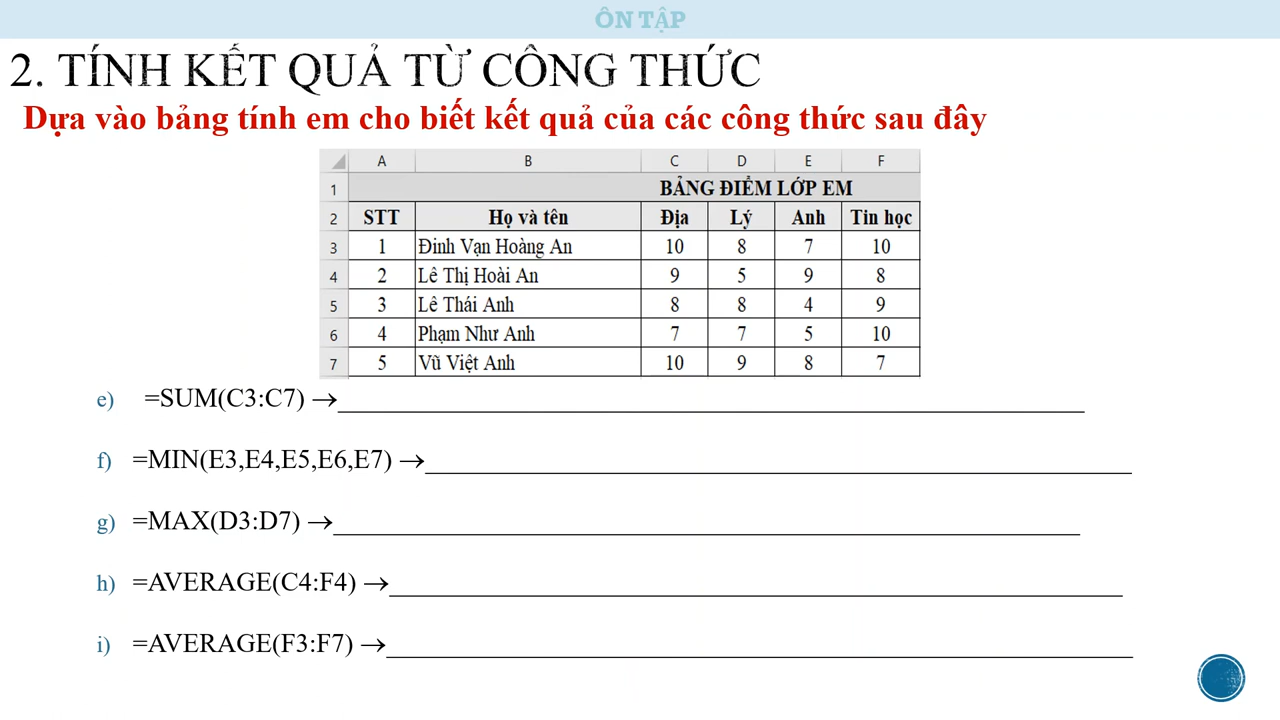 ÔN TẬP
2. TÍNH KẾT QUẢ TỪ CÔNG THỨC
Dựa vào bảng tính em cho biết kết quả của các công thức sau đây
A B C D E F
1 BẢNG ĐIỂM LỚP EM
2 STT Họ và tên Địa Lý Anh Tin học
3 1 Đinh Vạn Hoàng An 10 8 7 10
4 2 Lê Thị Hoài An 9 5 9 8
5 3 Lê Thái Anh 8 8 4 9
6 4 Phạm Như Anh 7 7 5 10
7 5 Vũ Việt Anh 10 9 8 7
e) =SUM(C3:C7) →
f) =MIN(E3,E4,E5,E6,E7) →
g) =MAX(D3:D7) →
h) =AVERAGE(C4:F4) →
i) =AVERAGE(F3:F7) →